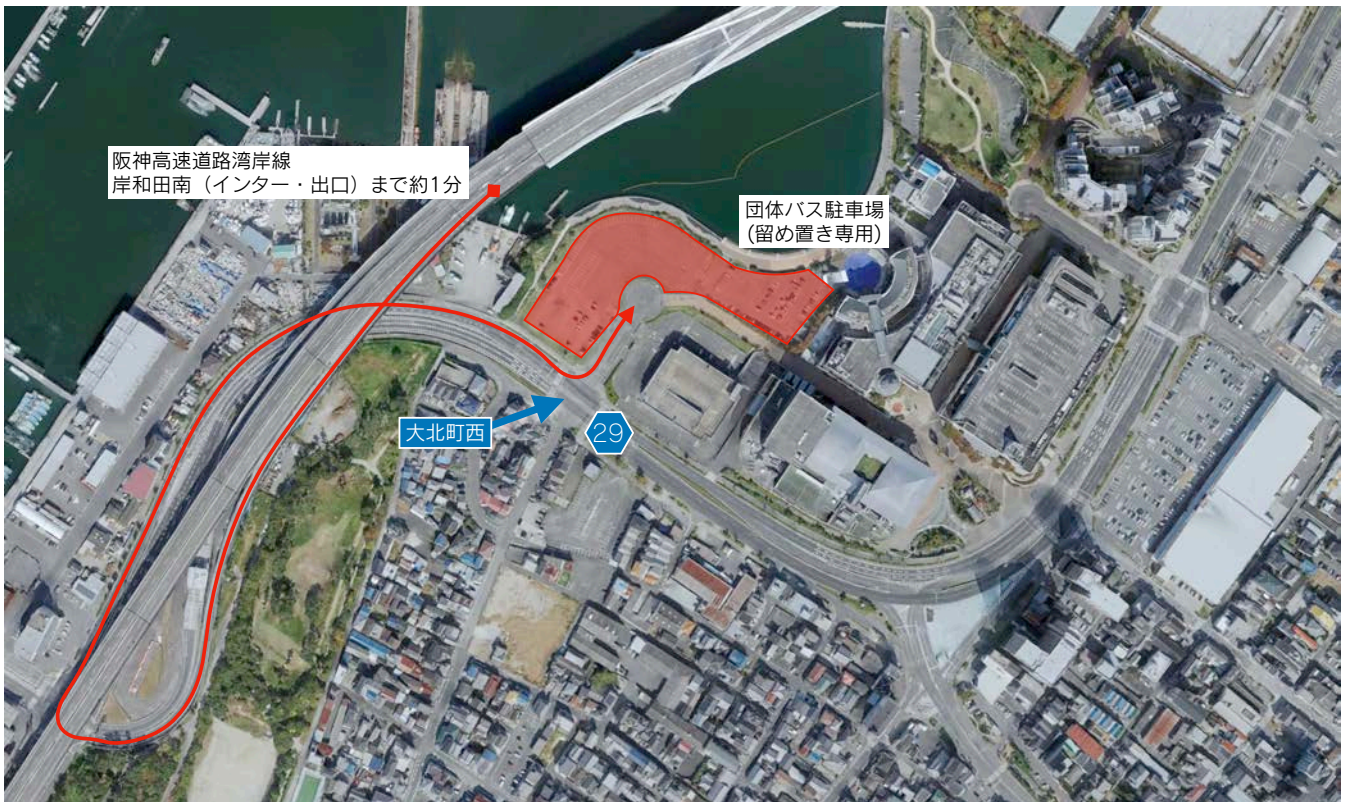 阪神高速道路湾岸線
岸和田南（インター・出口）まで約1分
団体バス駐車場
(留め置き専用)
大北町西
29